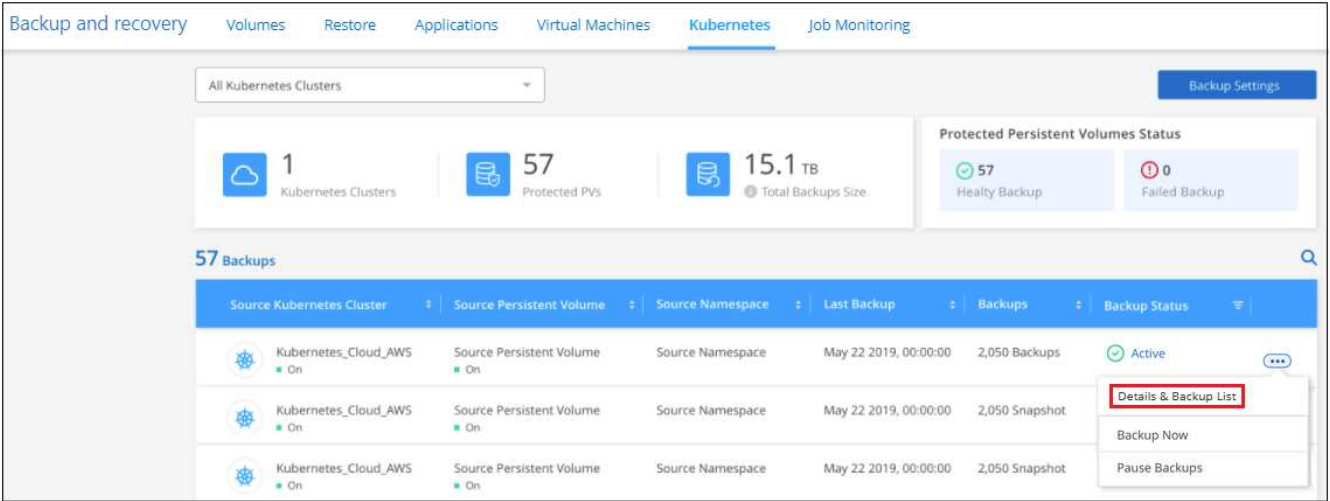 Backup and recovery Volumes Restore Applications Virtual Machines Kubernetes Job Monitoring
All Kubernetes Clusters Backup Settings
Protected Persistent Volumes Status
1 57 15.1 TB
Kubernetes Clusters Protected PVs Total Backups Size
57 0
Healty Backup Failed Backup
57 Backups
Source Kubernetes Cluster Source Persistent Volume Source Namespace Last Backup Backups Backup Status
Kubernetes_Cloud_AWS Source Persistent Volume Source Namespace May 22 2019, 00:00:00 2,050 Backups Active
On On
Details & Backup List
Kubernetes_Cloud_AWS Source Persistent Volume Source Namespace May 22 2019, 00:00:00 2,050 Snapshot
On On
Backup Now
Kubernetes_Cloud_AWS Source Persistent Volume Source Namespace May 22 2019, 00:00:00 2,050 Snapshot Pause Backups
On On